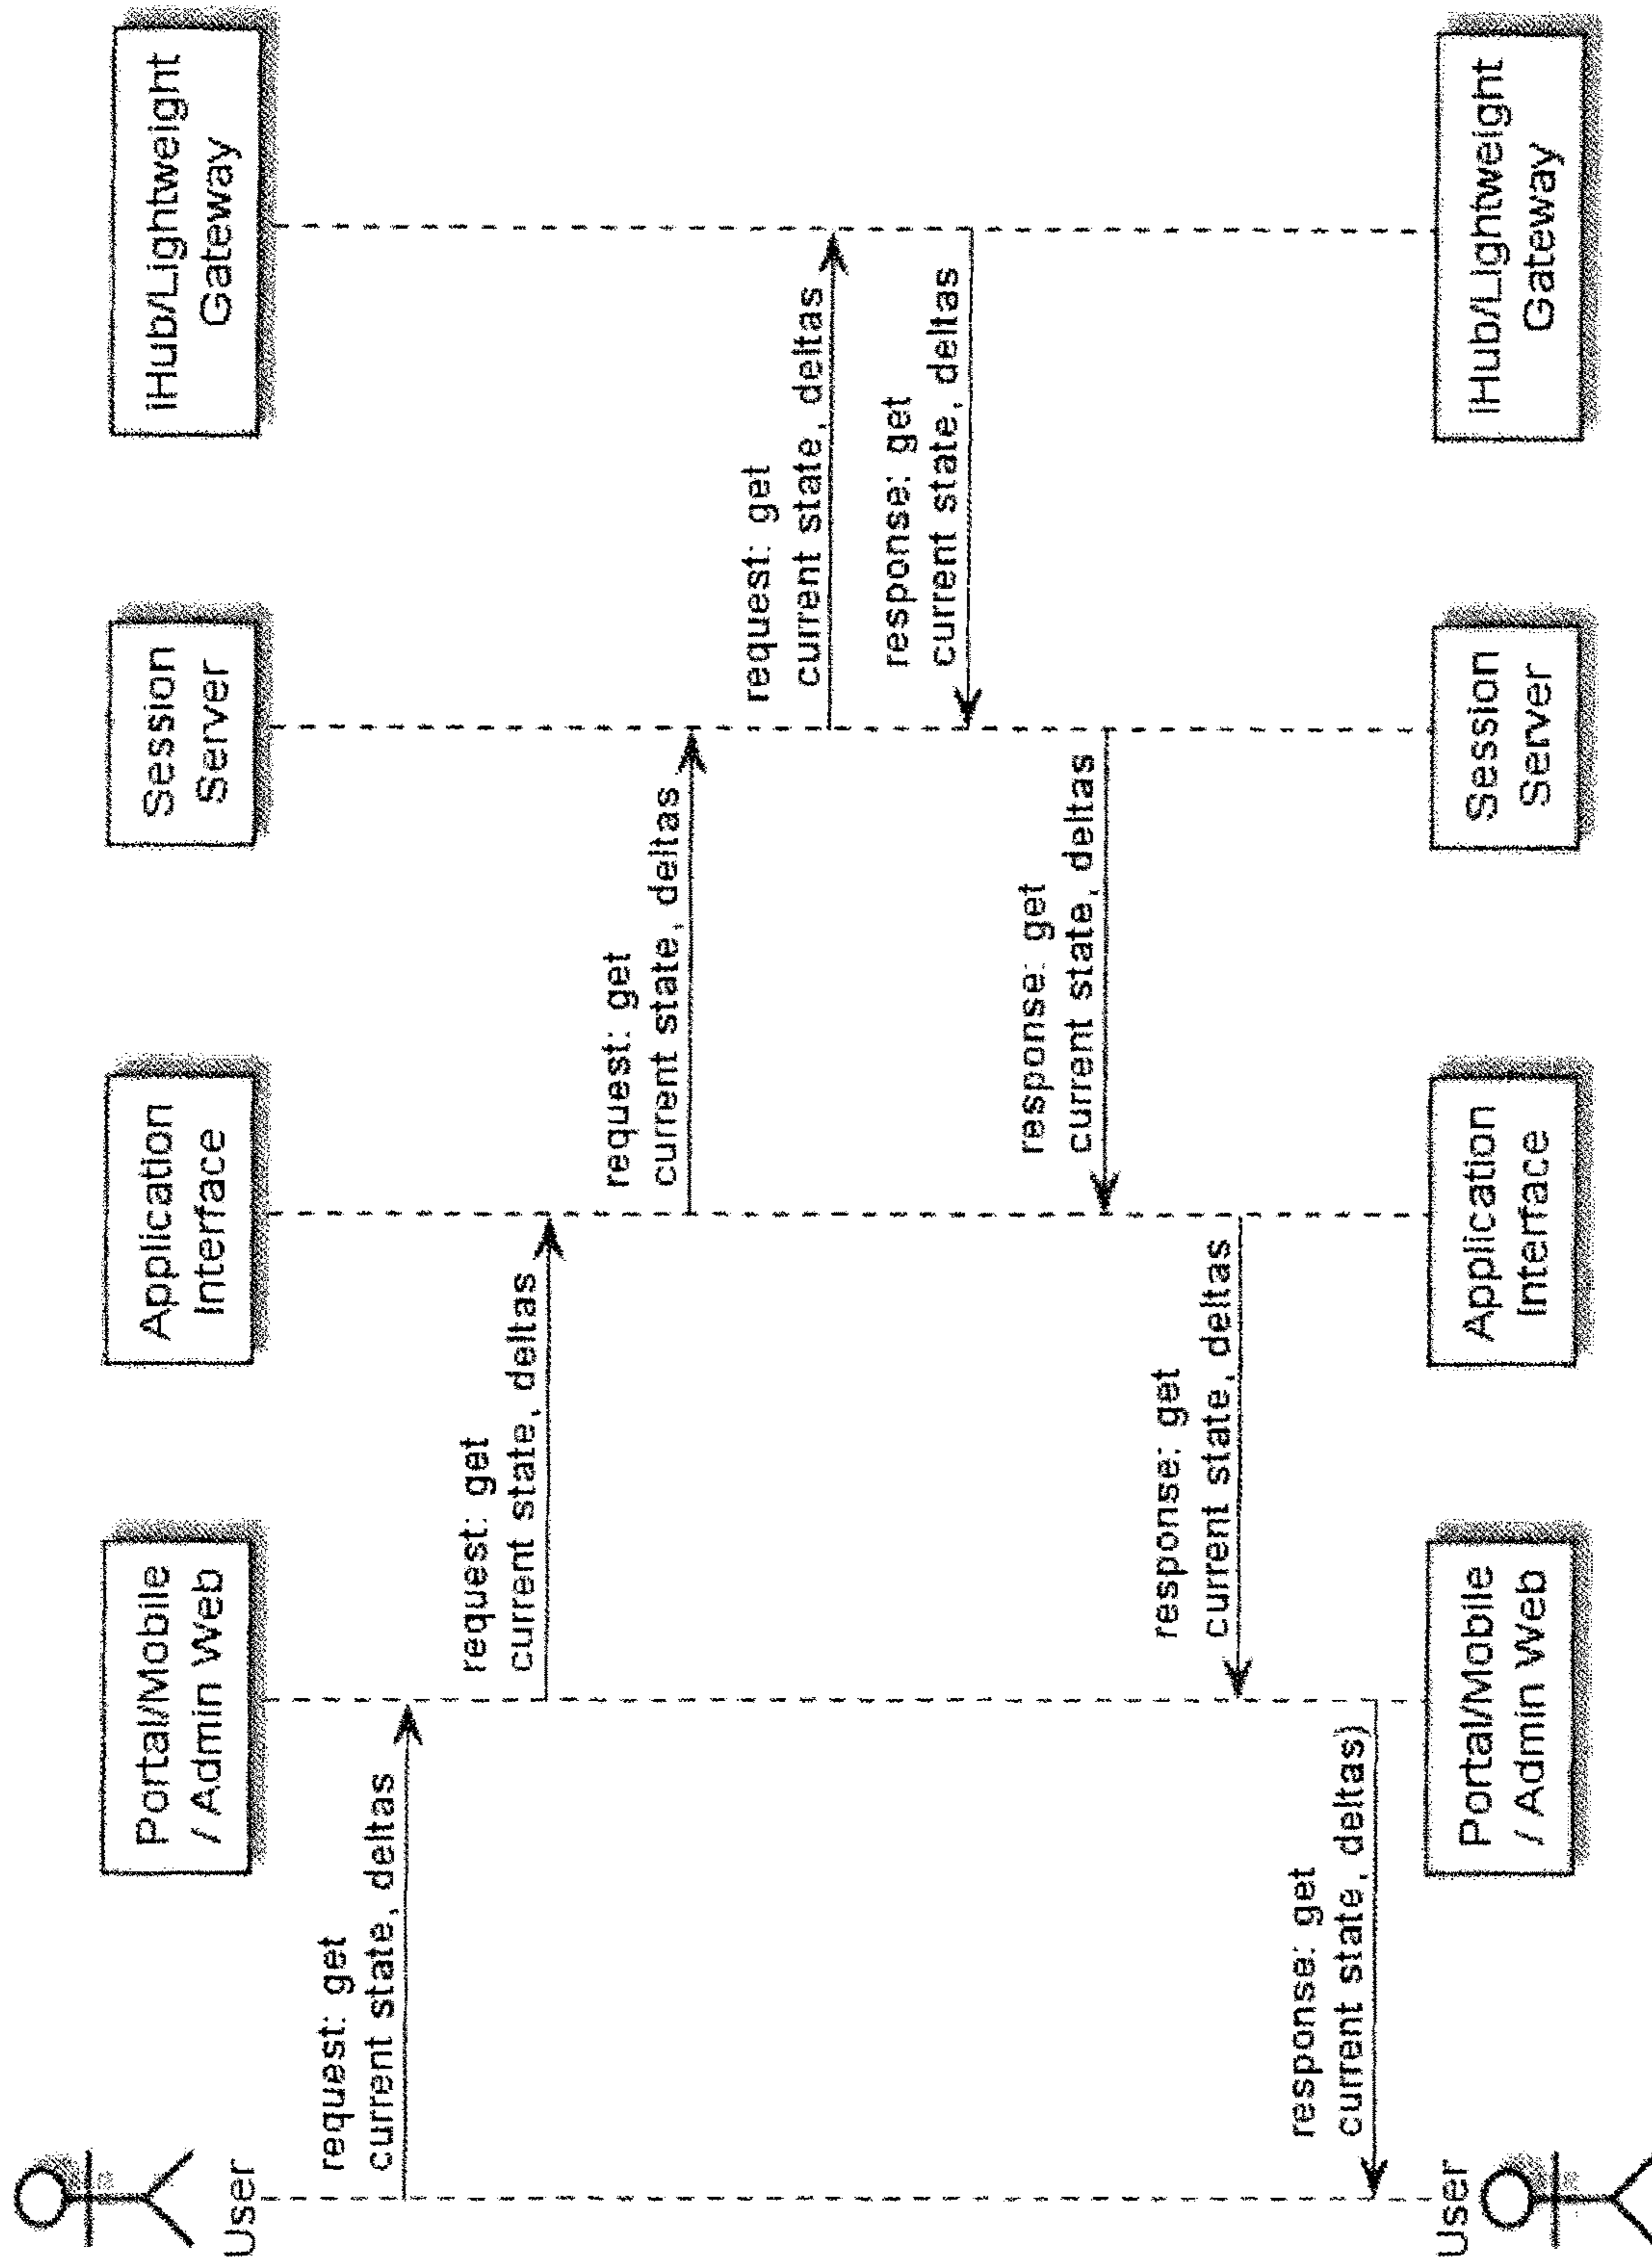 User
Portal/Mobile
/ Admin Web
Application
Interface
Session
Server
iHub/Lightweight
Gateway
request: get
current state, deltas
request: get
current state, deltas
request: get
current state, deltas
request: get
current state, deltas
response: get
current state, deltas
response: get
current state, deltas
response: get
current state, deltas
response: get
current state, deltas)
User
Portal/Mobile
/ Admin Web
Application
Interface
Session
Server
iHub/Lightweight
Gateway